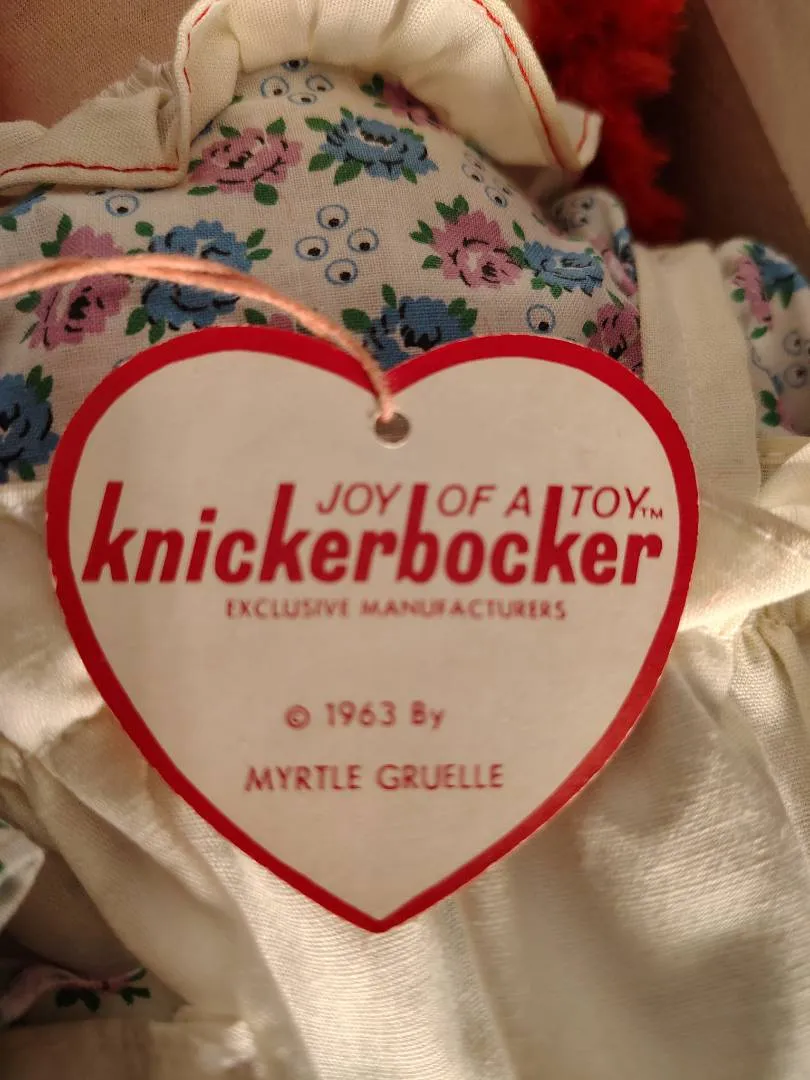 JOY OF A TOY™
knickerbocker
EXCLUSIVE MANUFACTURERS
© 1963 By
MYRTLE GRUELLE